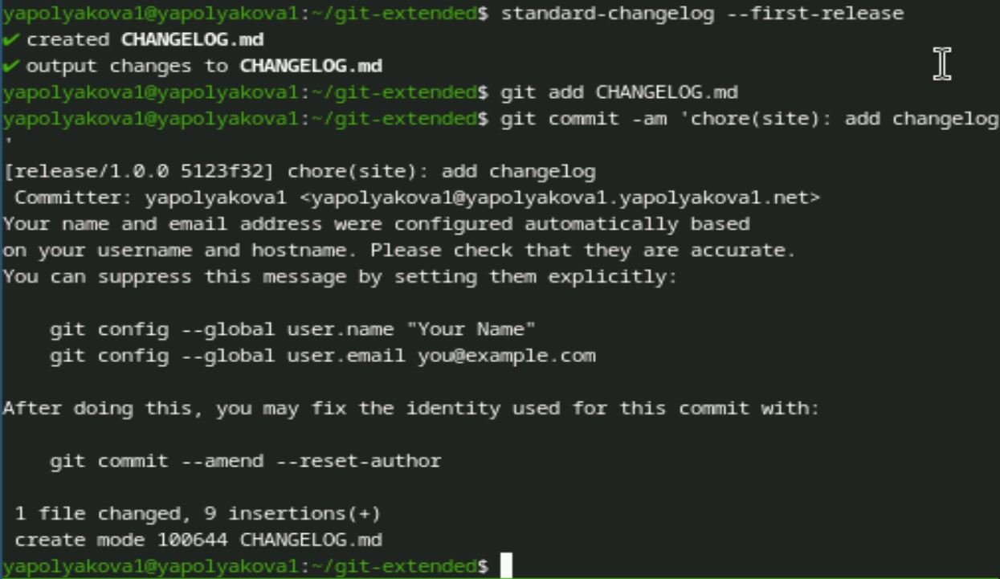 yapolyakova1@yapolyakova1:~/git-extended$ standard-changelog --first-release
✔ created CHANGELOG.md
✔ output changes to CHANGELOG.md
yapolyakova1@yapolyakova1:~/git-extended$ git add CHANGELOG.md
yapolyakova1@yapolyakova1:~/git-extended$ git commit -am 'chore(site): add changelog
'
[release/1.0.0 5123f32] chore(site): add changelog
 Committer: yapolyakova1 <yapolyakova1@yapolyakova1.yapolyakova1.net>
Your name and email address were configured automatically based
on your username and hostname. Please check that they are accurate.
You can suppress this message by setting them explicitly:

    git config --global user.name "Your Name"
    git config --global user.email you@example.com

After doing this, you may fix the identity used for this commit with:

    git commit --amend --reset-author

 1 file changed, 9 insertions(+)
 create mode 100644 CHANGELOG.md
yapolyakova1@yapolyakova1:~/git-extended$